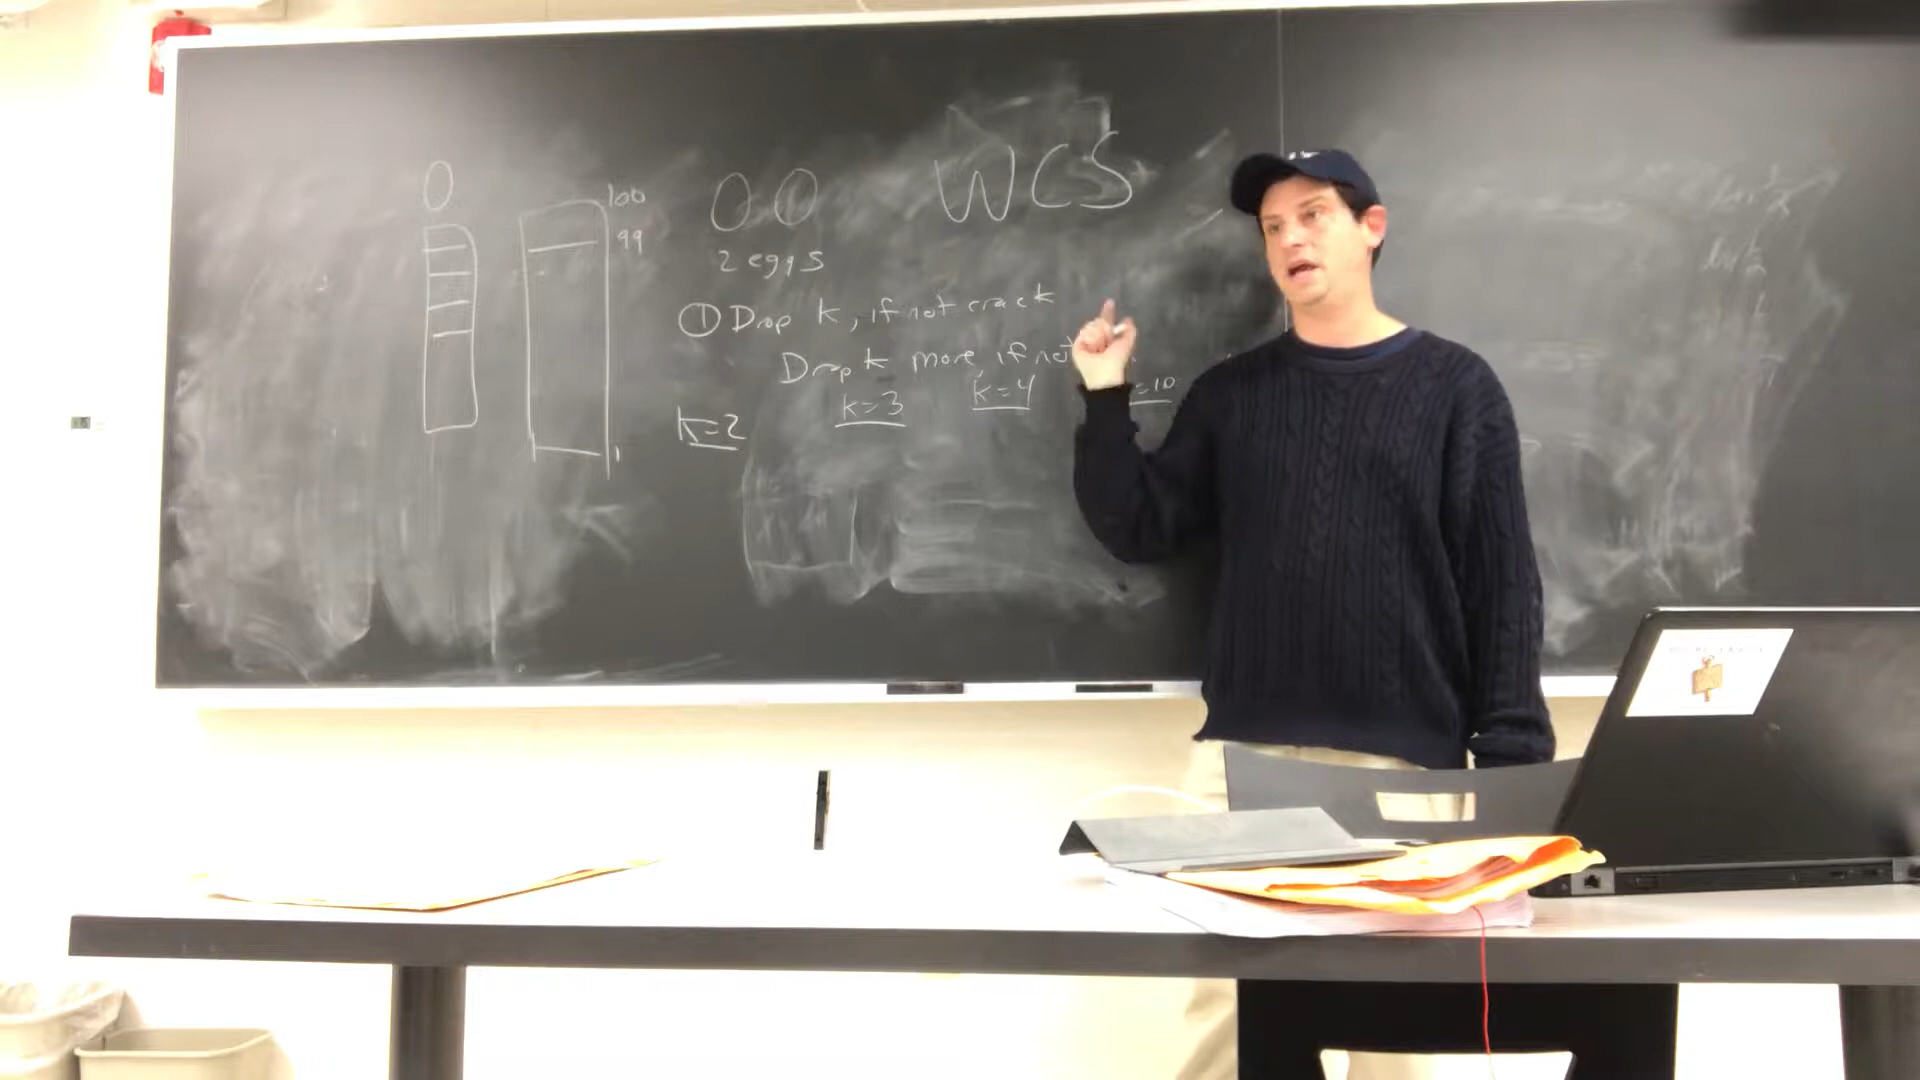 0
100
99
1
00
2 eggs
WCS
① Drop k, if not crack
Drop k more, if not
k=2
k=3
k=4
=10